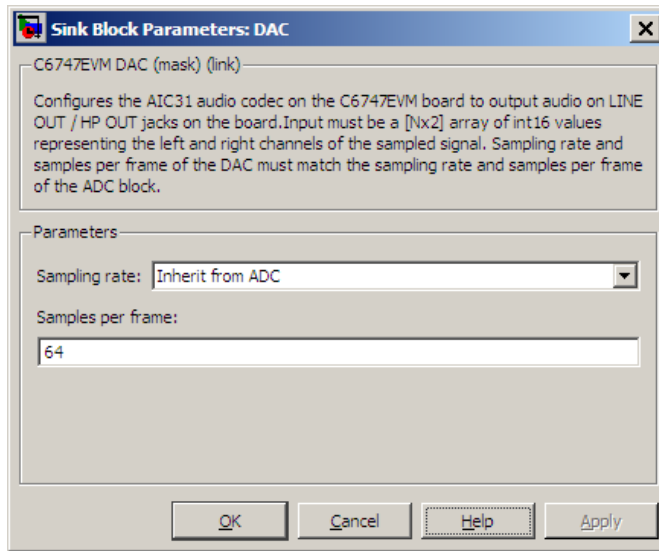 Sink Block Parameters: DAC
C6747EVM DAC (mask) (link)
Configures the AIC31 audio codec on the C6747EVM board to output audio on LINE
OUT / HP OUT jacks on the board.Input must be a [Nx2] array of int16 values
representing the left and right channels of the sampled signal. Sampling rate and
samples per frame of the DAC must match the sampling rate and samples per frame
of the ADC block.
Parameters
Sampling rate: Inherit from ADC
Samples per frame:
64
OK Cancel Help Apply